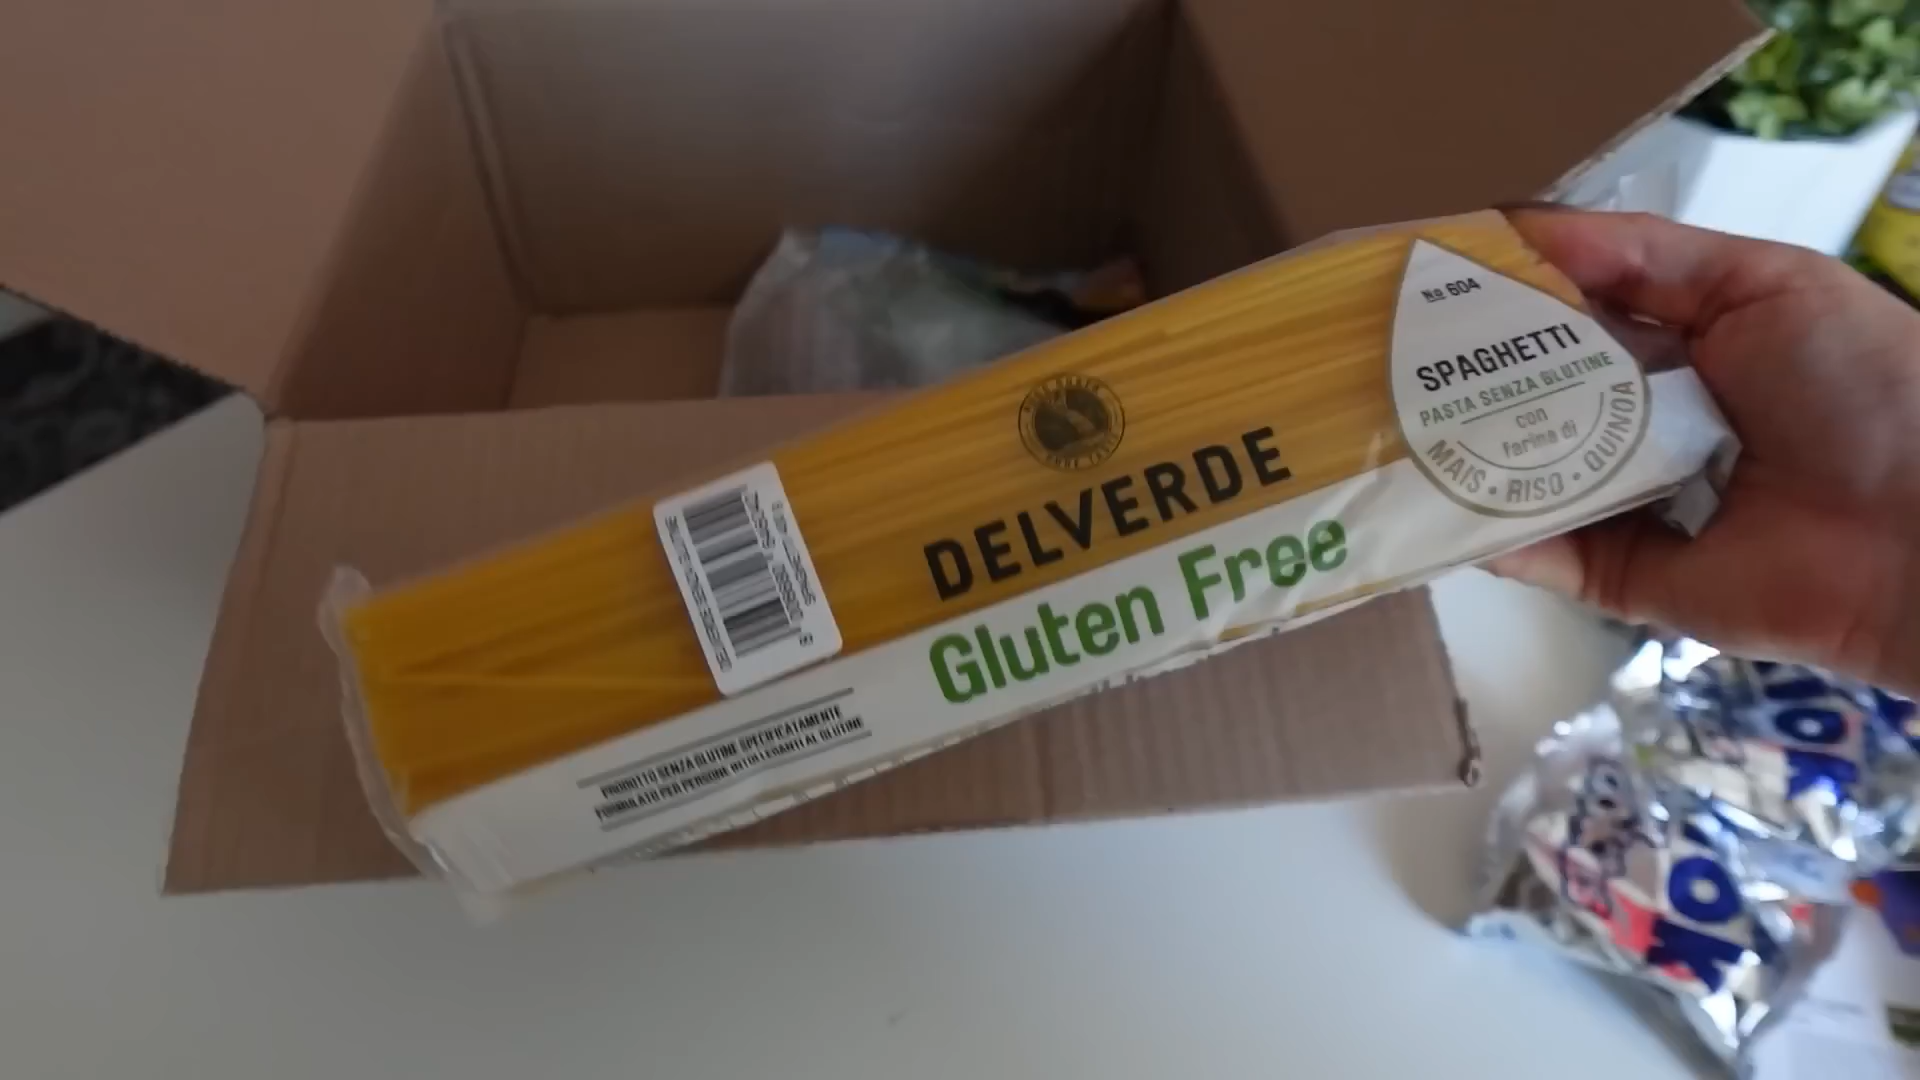 No 604
SPAGHETTI
PASTA SENZA GLUTINE
con
farina di
MAIS • RISO • QUINOA
DELVERDE
Gluten Free
PRODOTTO SENZA GLUTINE SPECIFICATAMENTE
FORMULATO PER PERSONE INTOLLERANTI AL GLUTINE